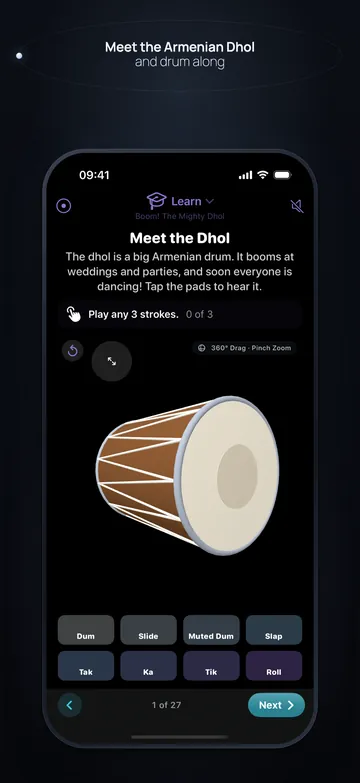 Meet the Armenian Dhol
and drum along
09:41
Learn
Boom! The Mighty Dhol
Meet the Dhol
The dhol is a big Armenian drum. It booms at
weddings and parties, and soon everyone is
dancing! Tap the pads to hear it.
Play any 3 strokes. 0 of 3
360° Drag · Pinch Zoom
Dum Slide Muted Dum Slap
Tak Ka Tik Roll
1 of 27
Next